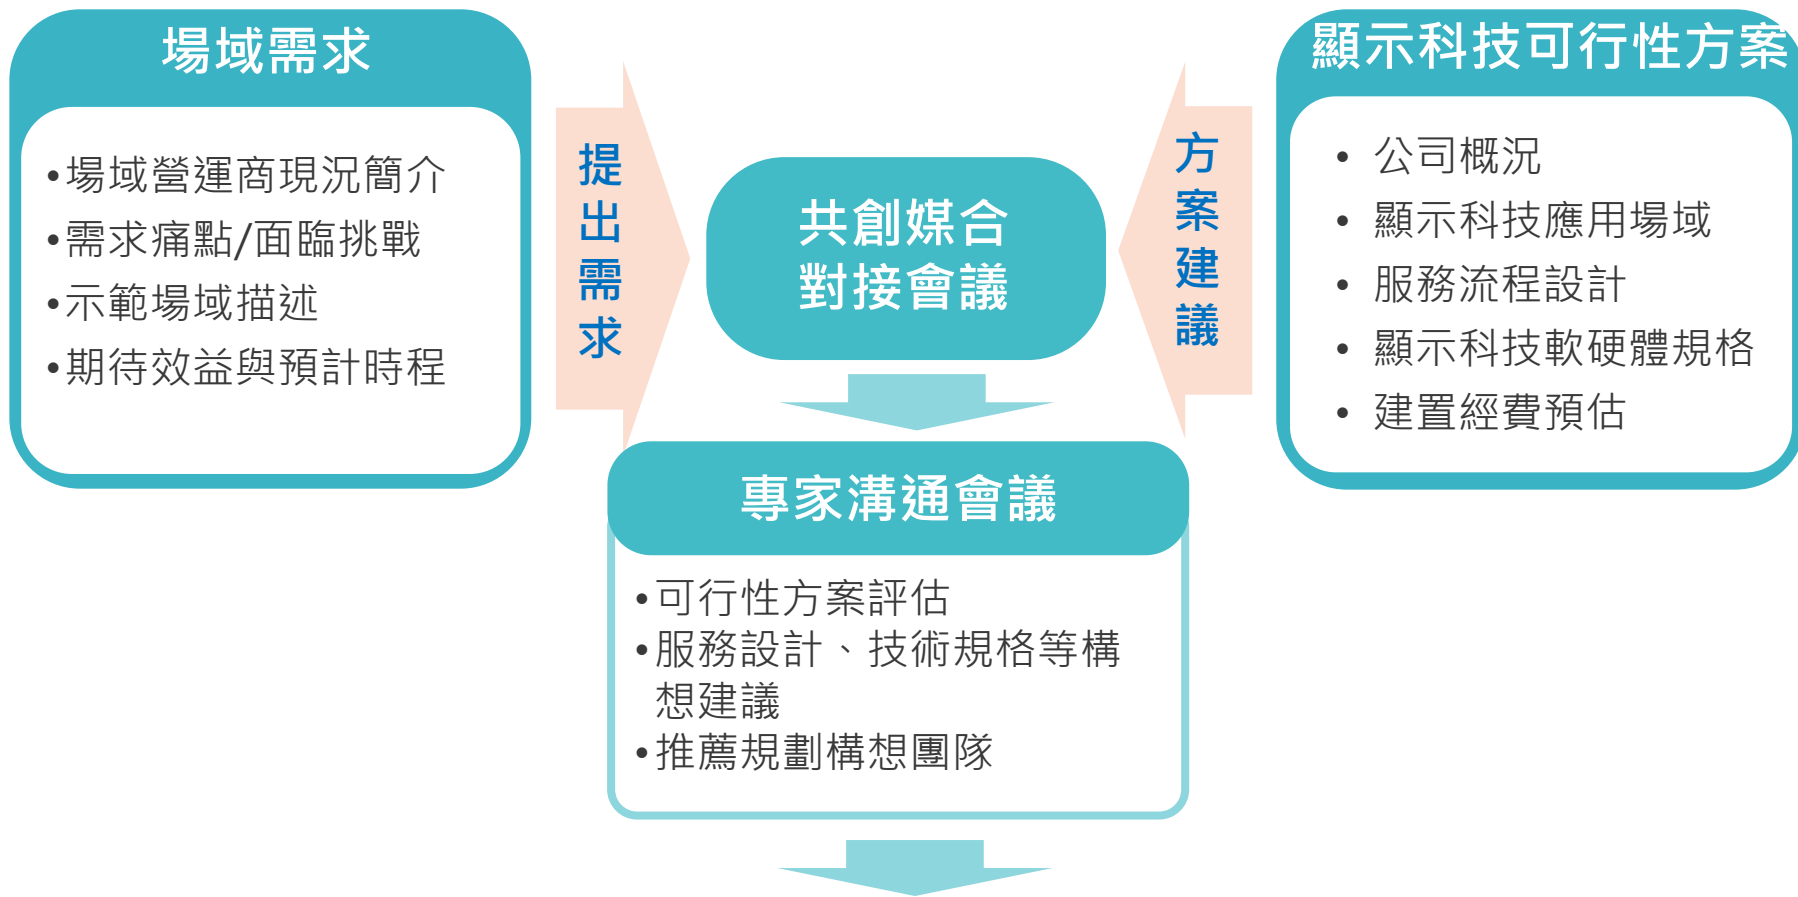 場域需求
•場域營運商現況簡介
•需求痛點/面臨挑戰
•示範場域描述
•期待效益與預計時程
提出需求
共創媒合
對接會議
方案建議
顯示科技可行性方案
• 公司概況
• 顯示科技應用場域
• 服務流程設計
• 顯示科技軟硬體規格
• 建置經費預估
專家溝通會議
•可行性方案評估
•服務設計、技術規格等構
想建議
•推薦規劃構想團隊